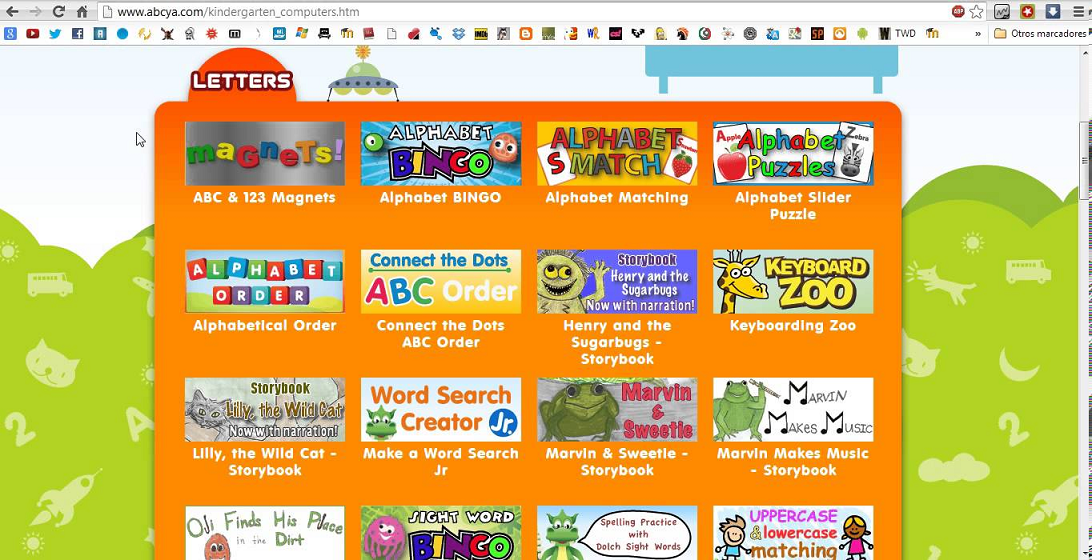 www.abcya.com/kindergarten_computers.htm
TWD
»
Otros marcadores
LETTERS
magnets!
ALPHABET
BINGO
ALPHABET
S MATCH
Strawberry
Apple
Alphabet
Puzzles
Zebra
ABC & 123 Magnets
Alphabet BINGO
Alphabet Matching
Alphabet Slider
Puzzle
ALPHABET
ORDER
Connect the Dots
ABC Order
Storybook
Henry and the
Sugarbugs
Now with narration!
KEYBOARD
ZOO
Alphabetical Order
Connect the Dots
ABC Order
Henry and the
Sugarbugs -
Storybook
Keyboarding Zoo
Storybook
Lilly, the Wild Cat
Now with narration!
Word Search
Creator Jr.
Marvin
&
Sweetie
MARVIN
MAKES MUSIC
Lilly, the Wild Cat -
Storybook
Make a Word Search
Jr
Marvin & Sweetie -
Storybook
Marvin Makes Music
- Storybook
Oji Finds His Place
in the Dirt
SIGHT WORD
BINGO
Spelling Practice
with
Dolch Sight Words
UPPERCASE
& lowercase
matching